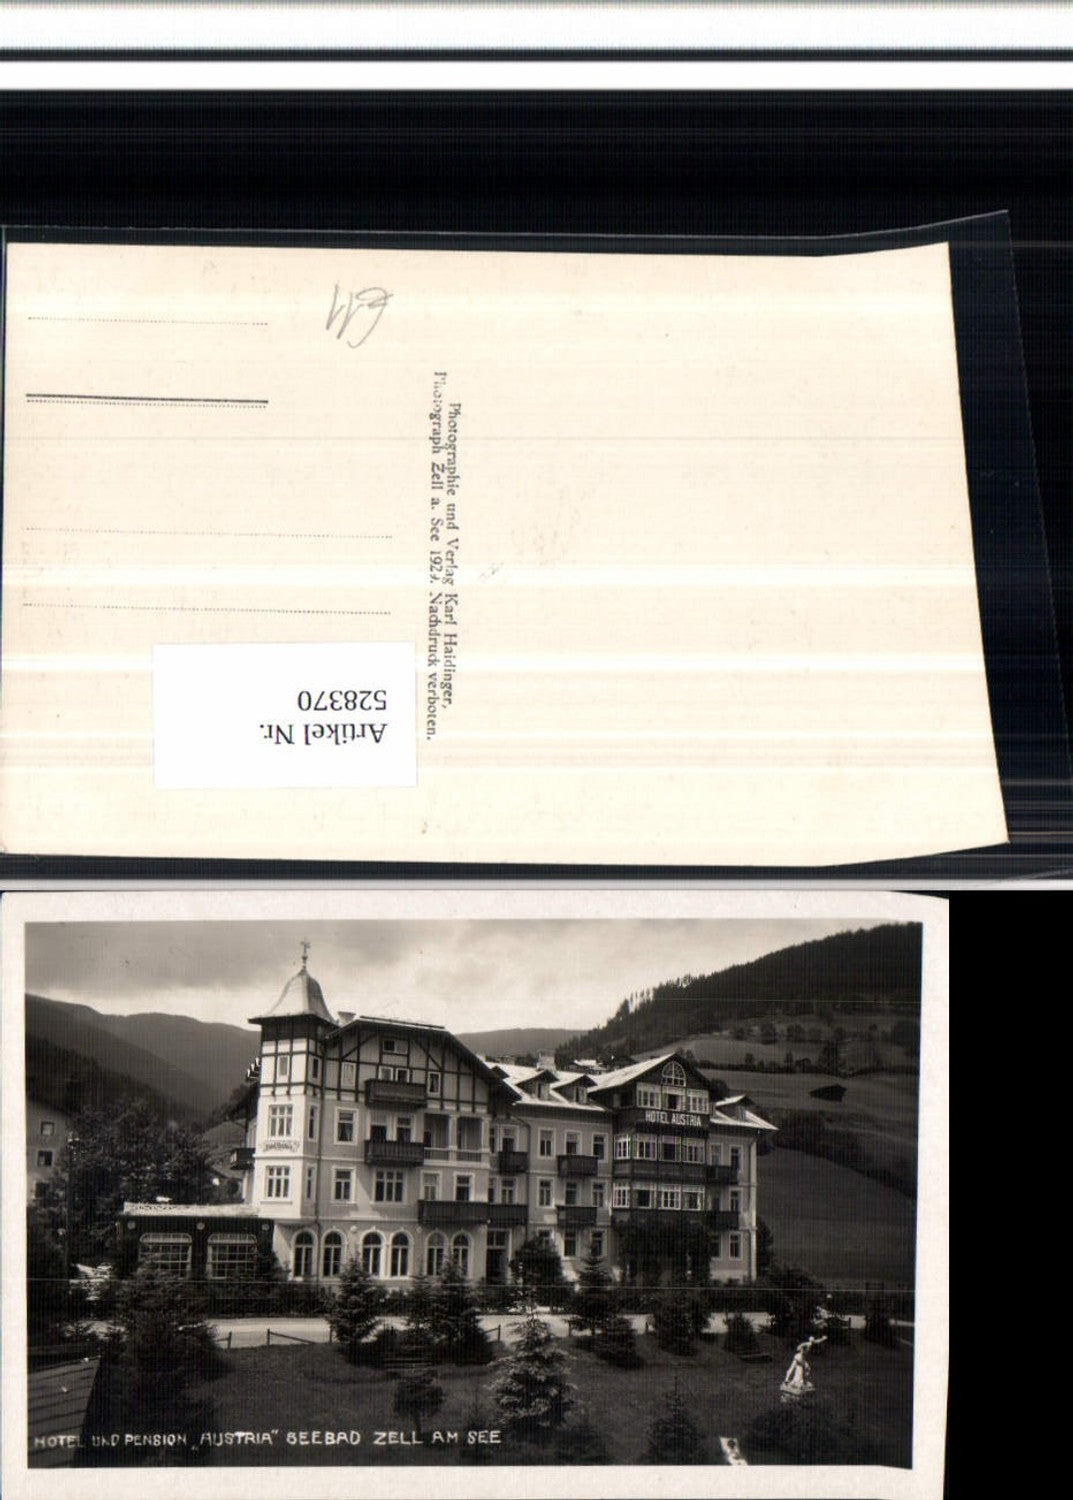 Photographie und Verlag Karl Haidinger,
Photograph Zell a. See 1929. Nachdruck verboten.
Artikel Nr.
528370
HOTEL AUSTRIA
HOTEL UND PENSION „AUSTRIA" SEEBAD ZELL AM SEE